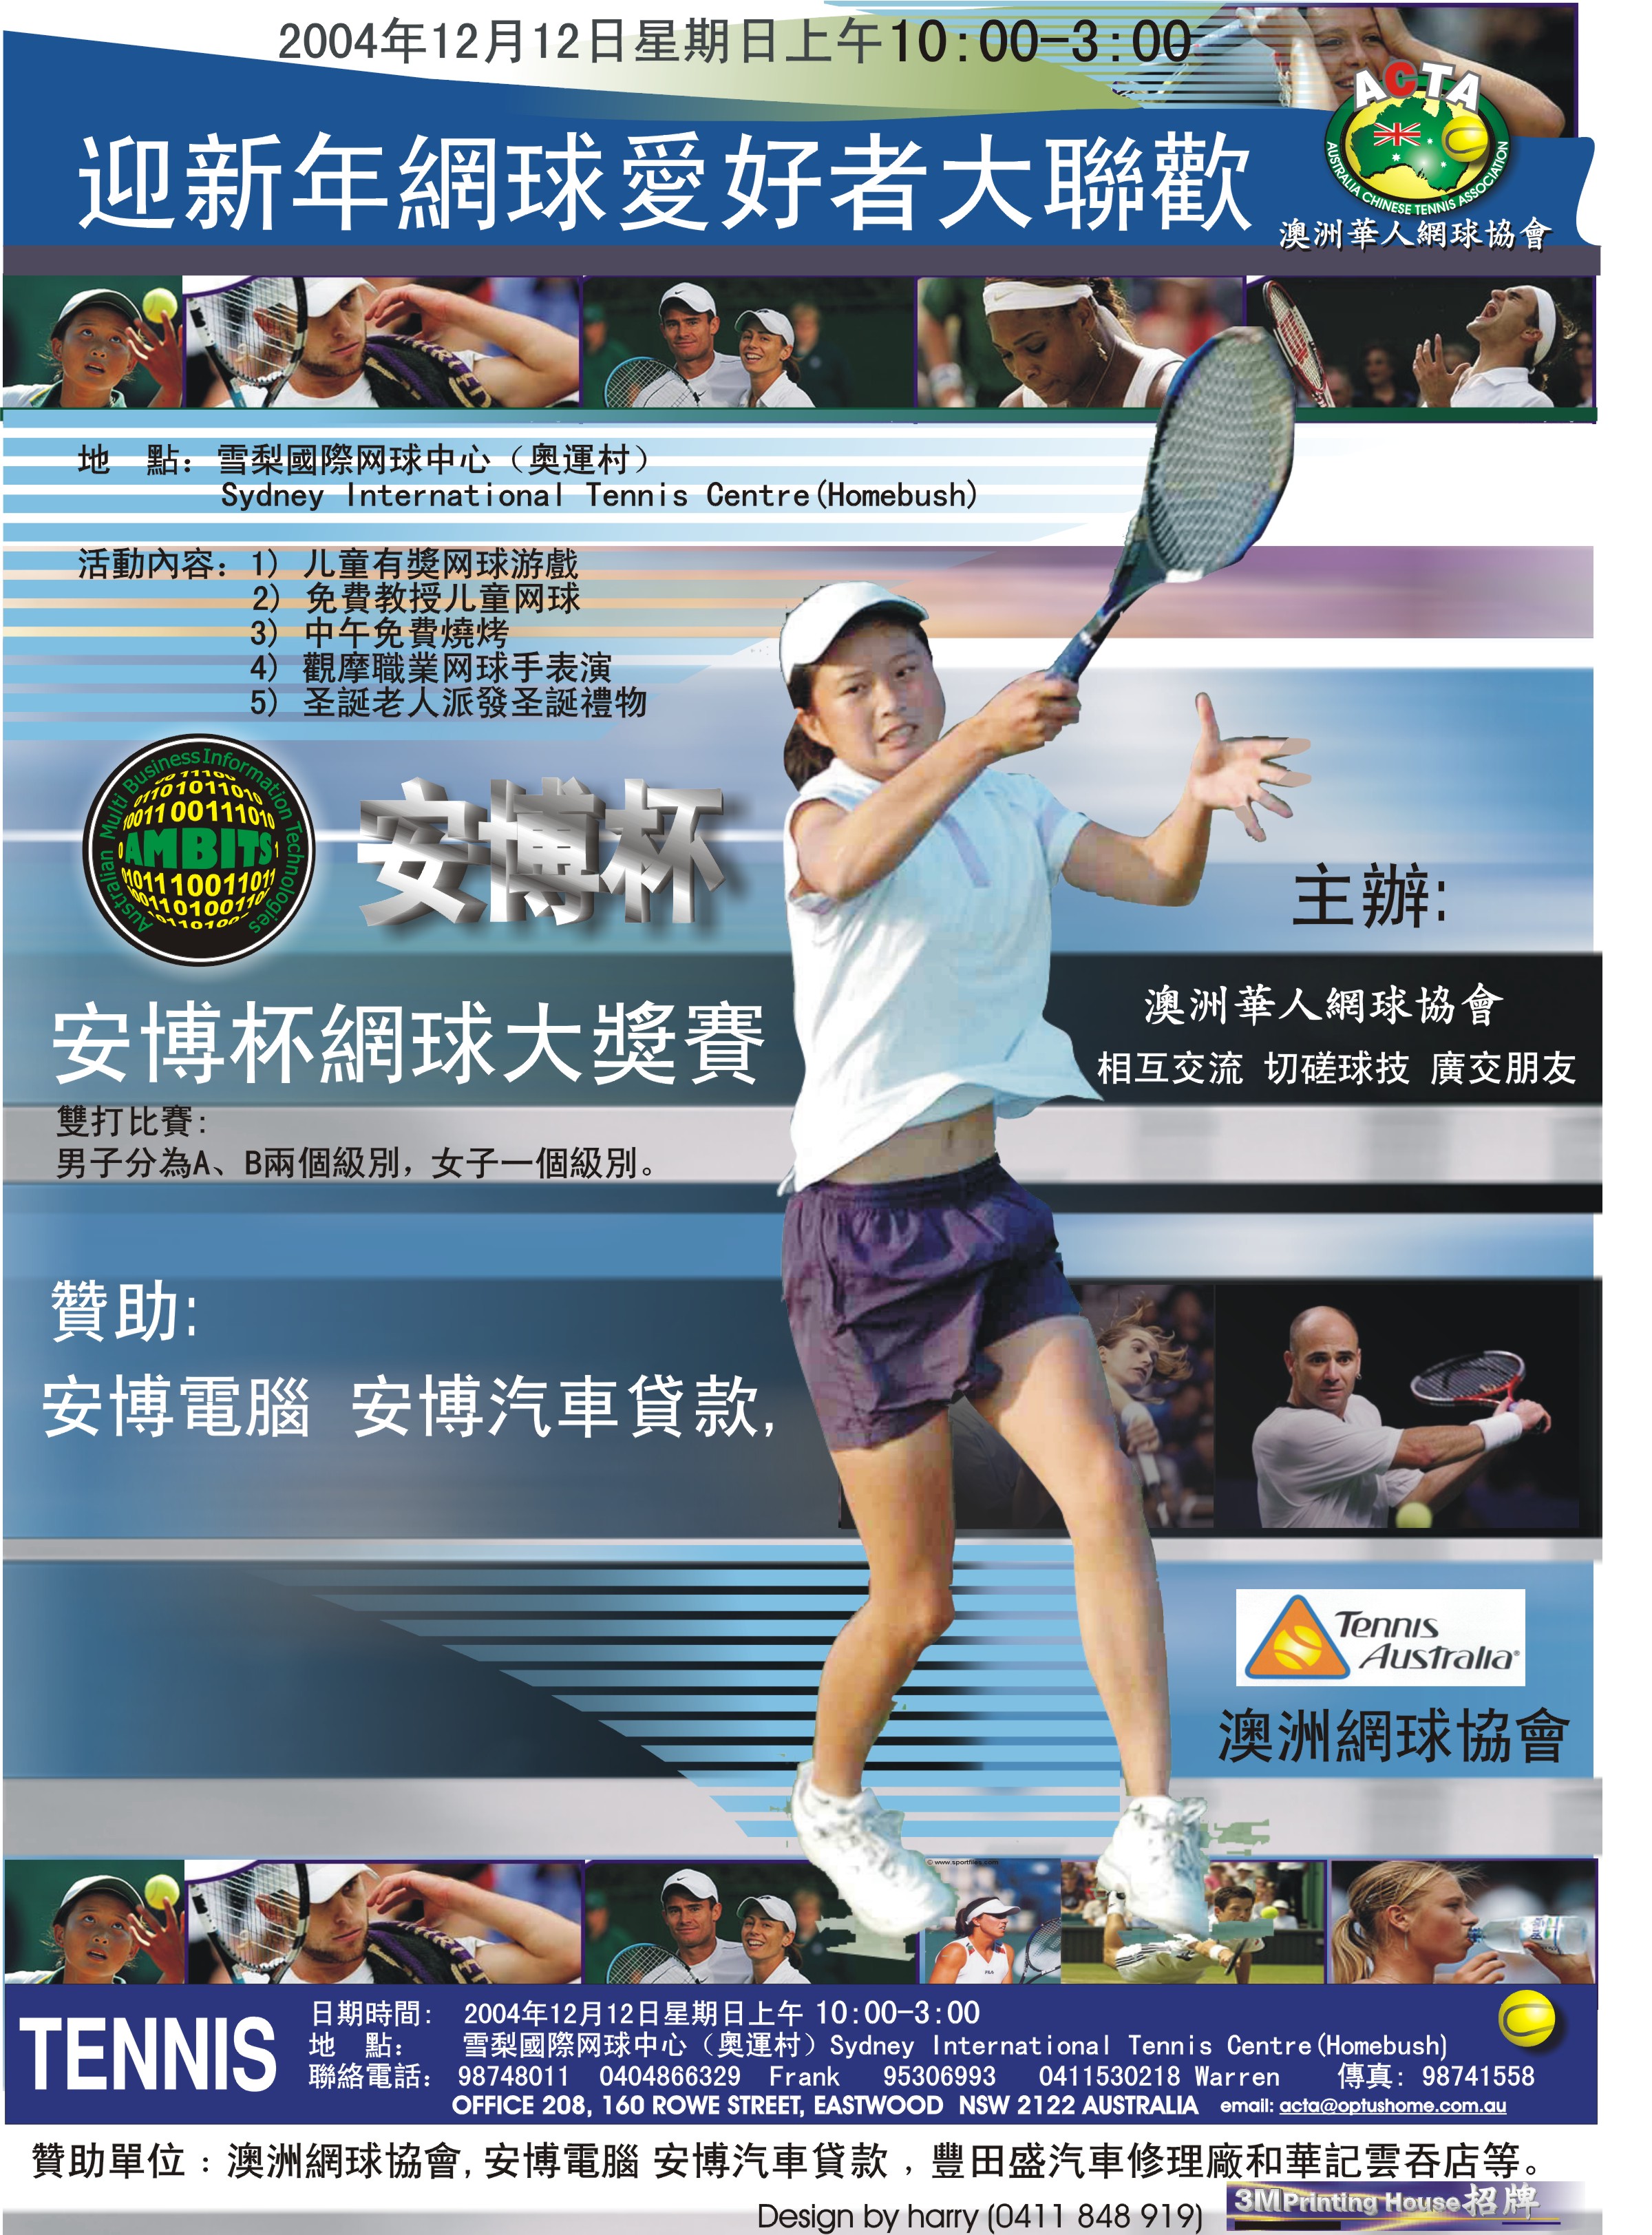 2004年12月12日星期日上午10:00-3:00
迎新年網球愛好者大聯歡
ACTA
AUSTRALIA CHINESE TENNIS ASSOCIATION
澳洲華人網球協會
地 點：雪梨國際网球中心（奧運村）
Sydney International Tennis Centre(Homebush)
活動內容：1) 儿童有獎网球游戲
2) 免費教授儿童网球
3) 中午免費燒烤
4) 觀摩職業网球手表演
5) 圣誕老人派發圣誕禮物
Australian Multi Business Information Technologies
AMBITS
安博杯
主辦:
安博杯網球大獎賽
澳洲華人網球協會
相互交流 切磋球技 廣交朋友
雙打比賽:
男子分為A、B兩個級別，女子一個級別。
贊助:
安博電腦 安博汽車貸款,
Tennis
Australia
澳洲網球協會
TENNIS
日期時間: 2004年12月12日星期日上午 10:00-3:00
地 點: 雪梨國際网球中心（奧運村）Sydney International Tennis Centre(Homebush)
聯絡電話: 98748011 0404866329 Frank 95306993 0411530218 Warren 傳真: 98741558
OFFICE 208, 160 ROWE STREET, EASTWOOD NSW 2122 AUSTRALIA email: acta@optushome.com.au
贊助單位：澳洲網球協會,安博電腦 安博汽車貸款，豐田盛汽車修理廠和華記雲吞店等。
Design by harry (0411 848 919)
3M Printing House 招牌